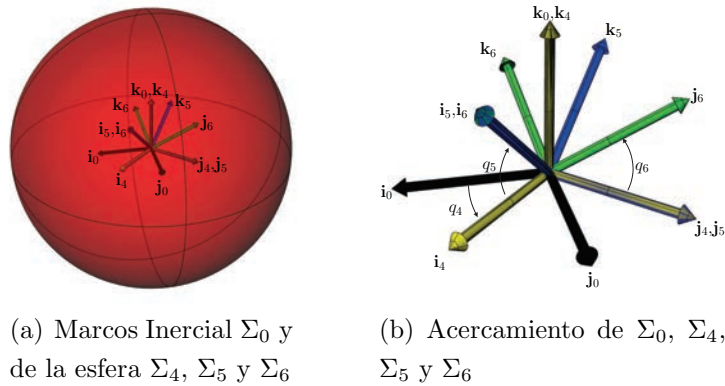 k₀,k₄
k₆
k₅
i₅,i₆
j₆
i₀
j₄,j₅
i₄
j₀
k₀,k₄
k₅
k₆
j₆
i₅,i₆
q₅
q₆
i₀
q₄
j₄,j₅
i₄
j₀
(a) Marcos Inercial Σ₀ y
de la esfera Σ₄, Σ₅ y Σ₆
(b) Acercamiento de Σ₀, Σ₄,
Σ₅ y Σ₆